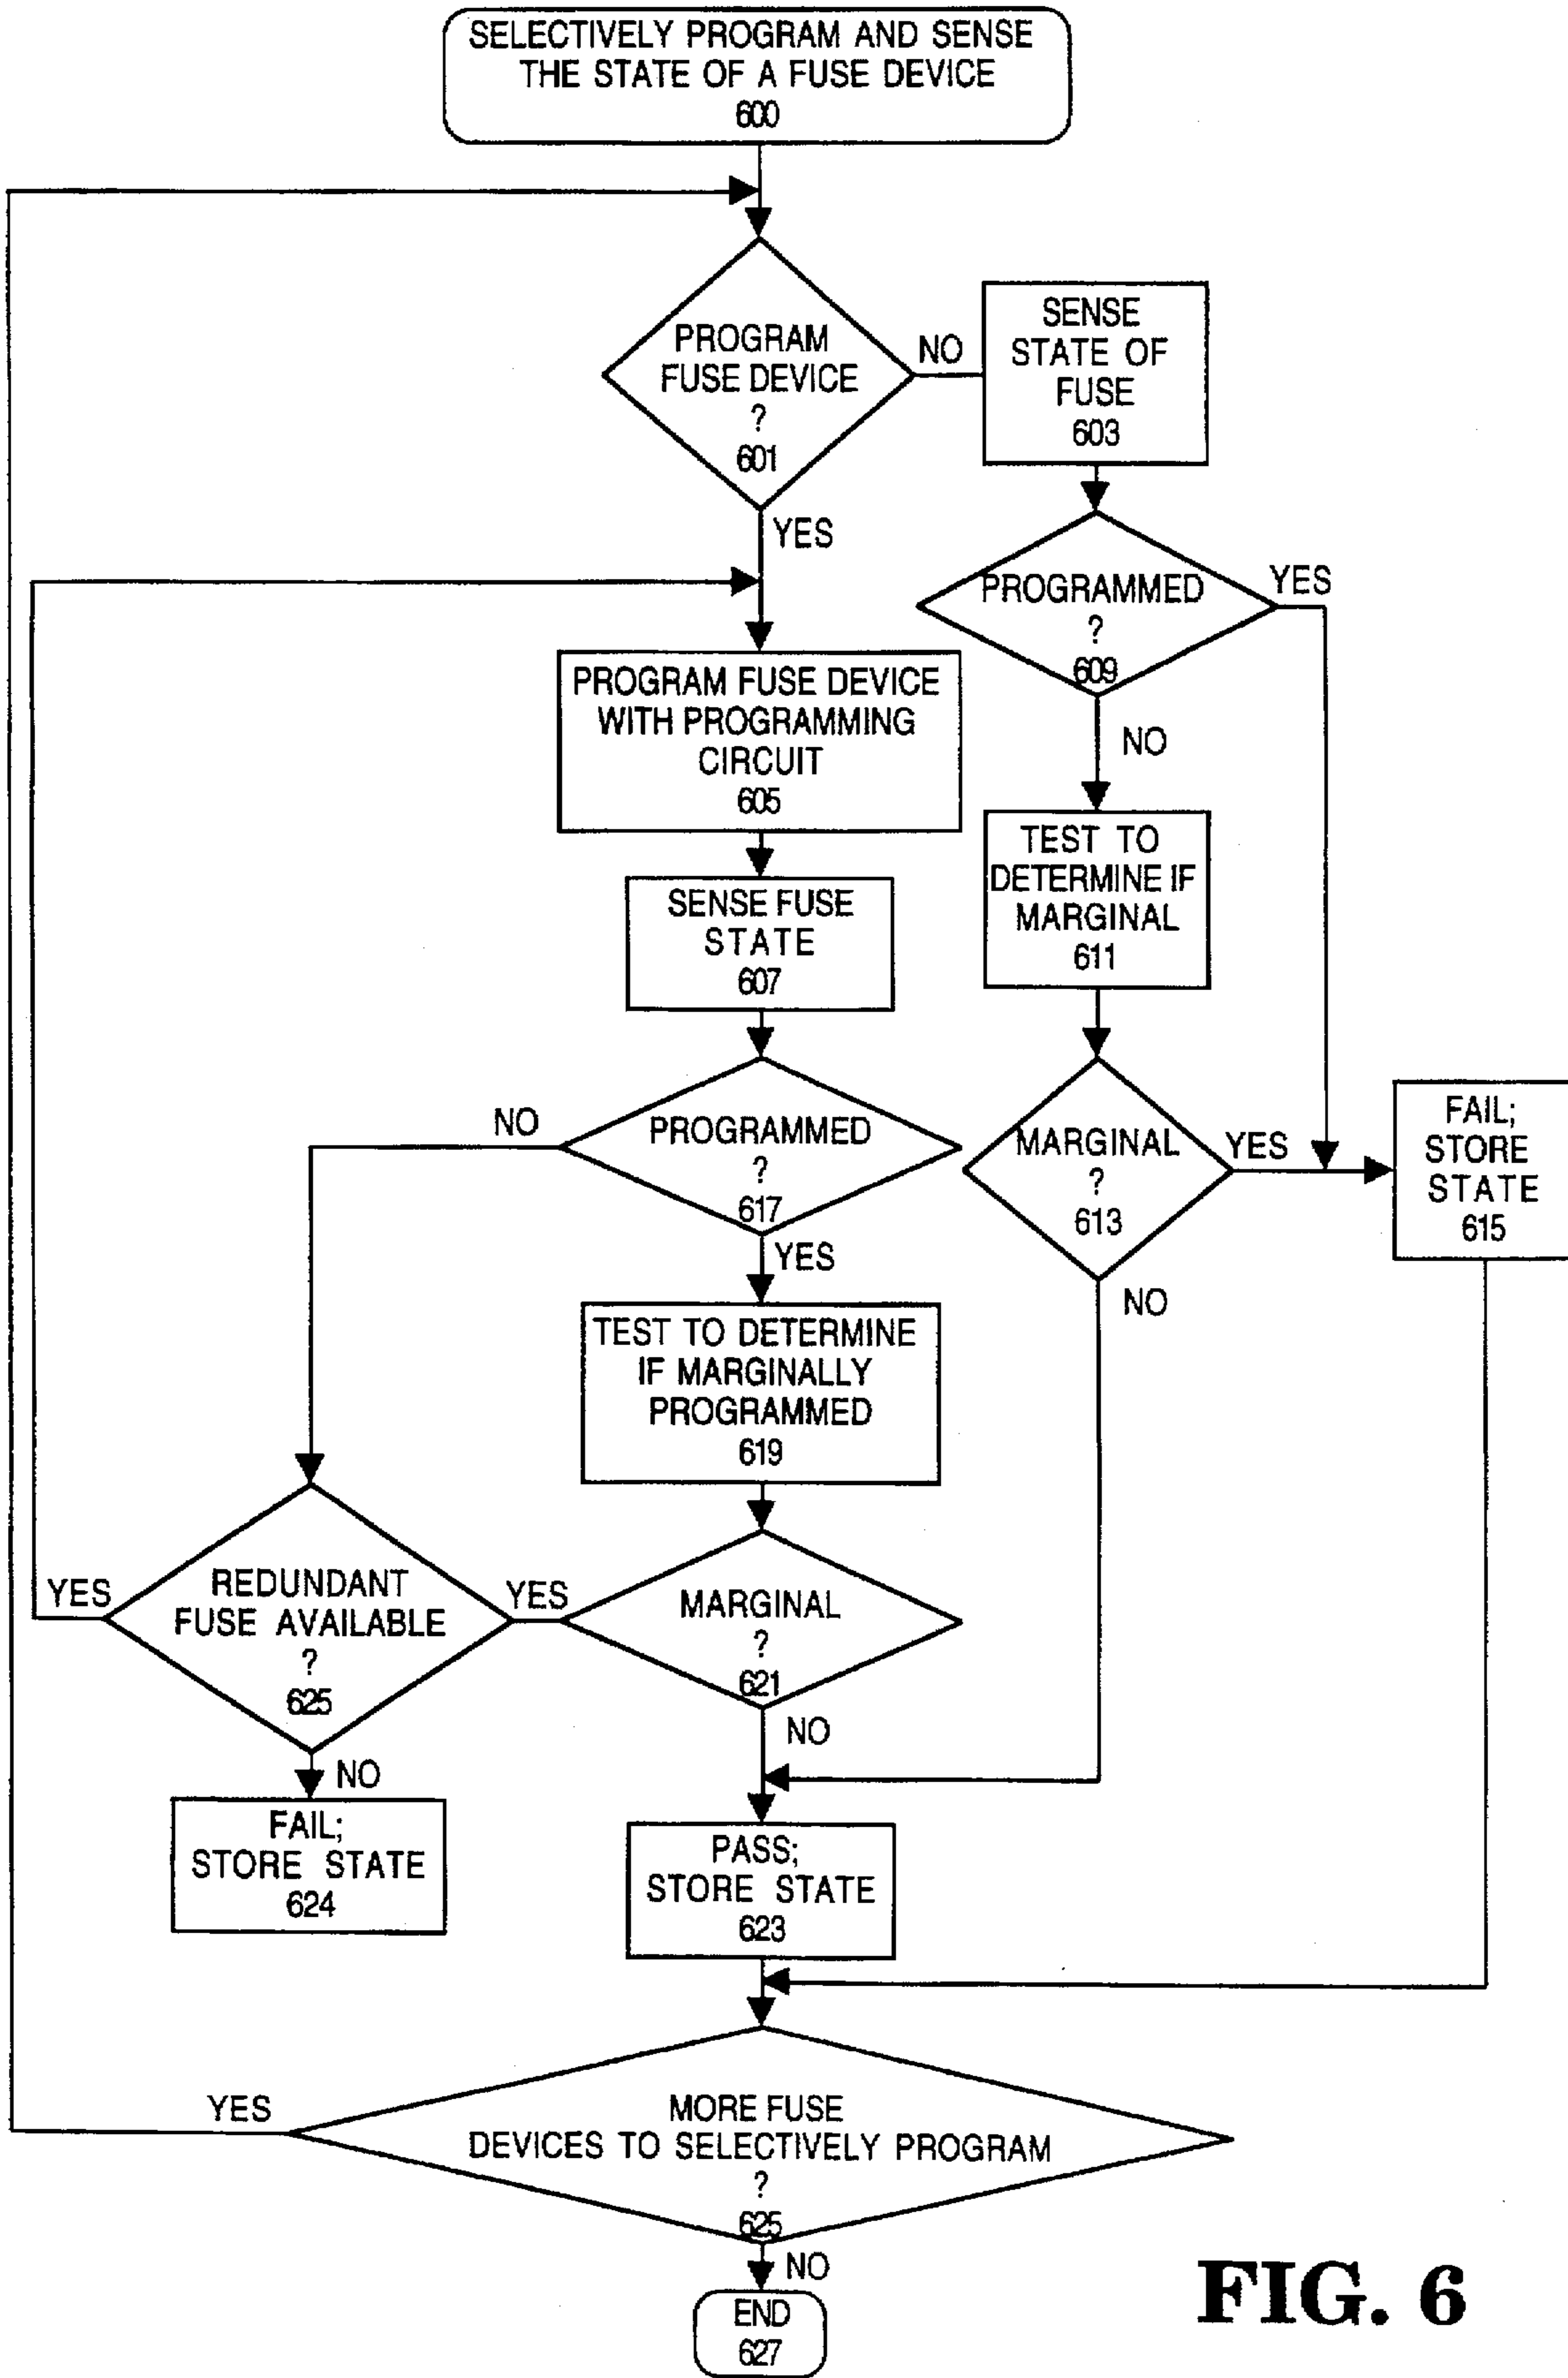 SELECTIVELY PROGRAM AND SENSE
THE STATE OF A FUSE DEVICE
600
PROGRAM
FUSE DEVICE
?
601
NO
YES
SENSE
STATE OF
FUSE
603
PROGRAMMED
?
609
YES
NO
PROGRAM FUSE DEVICE
WITH PROGRAMMING
CIRCUIT
605
TEST TO
DETERMINE IF
MARGINAL
611
SENSE FUSE
STATE
607
PROGRAMMED
?
617
NO
YES
MARGINAL
?
613
YES
NO
FAIL;
STORE
STATE
615
TEST TO DETERMINE
IF MARGINALLY
PROGRAMMED
619
REDUNDANT
FUSE AVAILABLE
?
625
YES
NO
MARGINAL
?
621
YES
NO
FAIL;
STORE STATE
624
PASS;
STORE STATE
623
MORE FUSE
DEVICES TO SELECTIVELY PROGRAM
?
625
YES
NO
END
627
FIG. 6